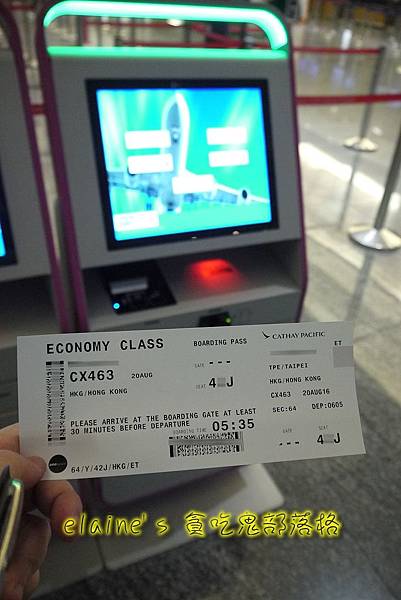 ECONOMY CLASS
BOARDING PASS
CATHAY PACIFIC
ET
CX463 20AUG
GATE ---
TPE/TAIPEI
HKG/HONG KONG
SEAT 4 J
HKG/HONG KONG
CX463 20AUG16
PLEASE ARRIVE AT THE BOARDING GATE AT LEAST
30 MINUTES BEFORE DEPARTURE
BOARDING TIME 05:35
SEC:64 DEP:0605
GATE SEAT
--- 4 J
64/Y/42J/HKG/ET
elaine's 貪吃鬼部落格